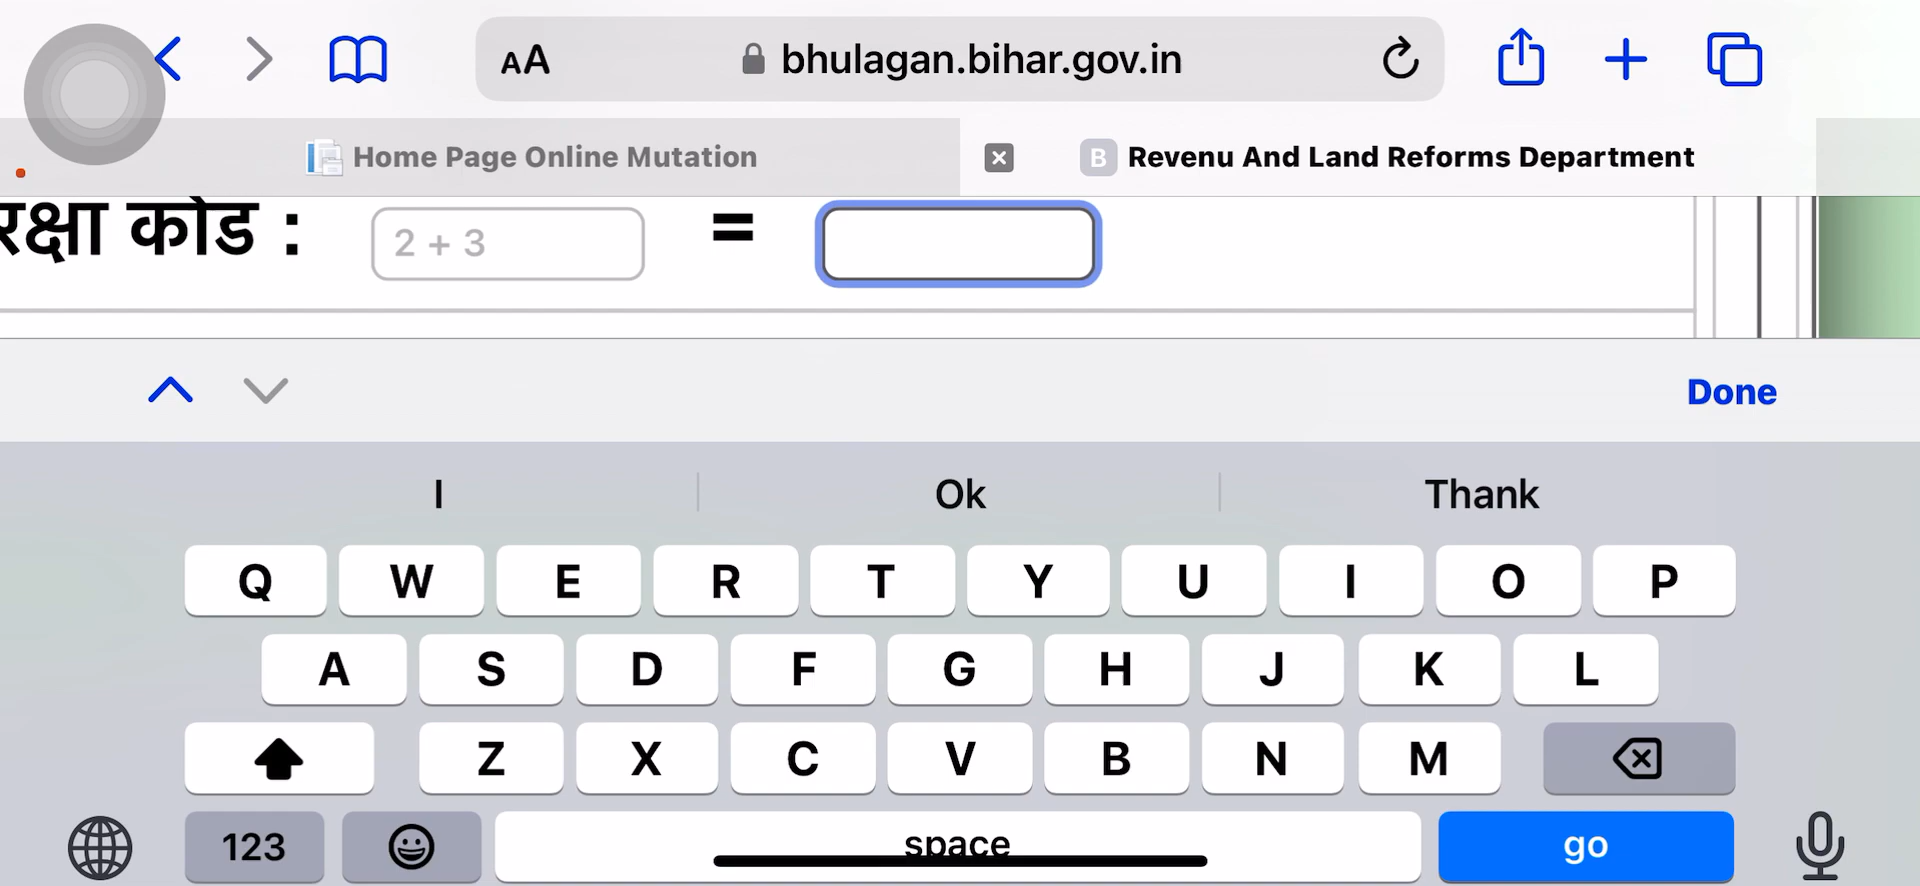 AA bhulagan.bihar.gov.in
Home Page Online Mutation B Revenu And Land Reforms Department
रक्षा कोड : 2 + 3 =
Done
I Ok Thank
Q W E R T Y U I O P
A S D F G H J K L
Z X C V B N M
123 space go